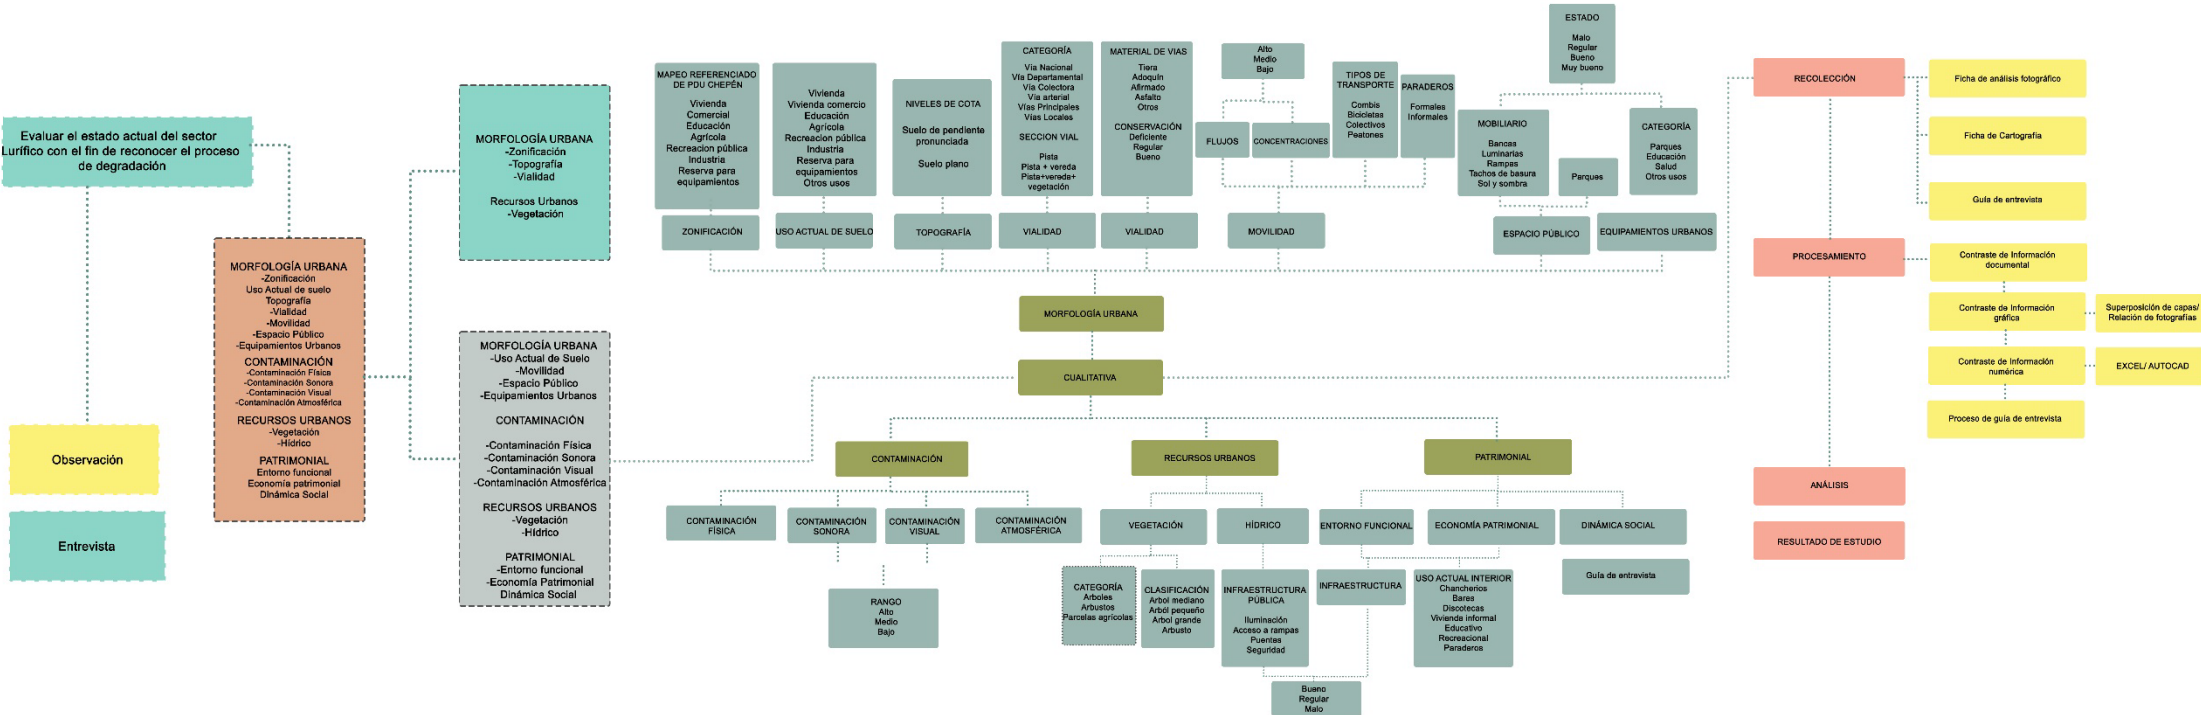 Evaluar el estado actual del sector
Lurífico con el fin de reconocer el proceso
de degradación
Observación
Entrevista
MORFOLOGÍA URBANA
-Zonificación
Uso Actual de suelo
Topografía
-Vialidad
-Movilidad
-Espacio Público
-Equipamientos Urbanos
CONTAMINACIÓN
-Contaminación Física
-Contaminación Sonora
-Contaminación Visual
-Contaminación Atmosférica
RECURSOS URBANOS
-Vegetación
-Hídrico
PATRIMONIAL
Entorno funcional
Economía patrimonial
Dinámica Social
MORFOLOGÍA URBANA
-Zonificación
-Topografía
-Vialidad
Recursos Urbanos
-Vegetación
MORFOLOGÍA URBANA
-Uso Actual de Suelo
-Movilidad
-Espacio Público
-Equipamientos Urbanos
CONTAMINACIÓN
-Contaminación Física
-Contaminación Sonora
-Contaminación Visual
-Contaminación Atmosférica
RECURSOS URBANOS
-Vegetación
-Hídrico
PATRIMONIAL
-Entorno funcional
-Economía Patrimonial
Dinámica Social
MAPEO REFERENCIADO
DE PDU CHEPÉN
Vivienda
Comercial
Educación
Agrícola
Recreacion pública
Industria
Reserva para
equipamientos
ZONIFICACIÓN
Vivienda
Vivienda comercio
Educación
Agrícola
Recreacion pública
Industria
Reserva para
equipamientos
Otros usos
USO ACTUAL DE SUELO
NIVELES DE COTA
Suelo de pendiente
pronunciada
Suelo plano
TOPOGRAFÍA
CATEGORÍA
Vía Nacional
Vía Departamental
Vía Colectora
Vía arterial
Vías Principales
Vías Locales
SECCION VIAL
Pista
Pista + vereda
Pista+vereda+
vegetación
VIALIDAD
MATERIAL DE VIAS
Tiera
Adoquín
Afirmado
Asfalto
Otros
CONSERVACIÓN
Deficiente
Regular
Bueno
VIALIDAD
Alto
Medio
Bajo
FLUJOS
CONCENTRACIONES
TIPOS DE
TRANSPORTE
Combis
Bicicletas
Colectivos
Peatones
PARADEROS
Formales
Informales
MOVILIDAD
ESTADO
Malo
Regular
Bueno
Muy bueno
MOBILIARIO
Bancas
Luminarias
Rampas
Tachos de basura
Sol y sombra
Parques
CATEGORÍA
Parques
Educación
Salud
Otros usos
ESPACIO PÚBLICO
EQUIPAMIENTOS URBANOS
MORFOLOGÍA URBANA
CUALITATIVA
CONTAMINACIÓN
RECURSOS URBANOS
PATRIMONIAL
CONTAMINACIÓN
FÍSICA
CONTAMINACIÓN
SONORA
CONTAMINACIÓN
VISUAL
CONTAMINACIÓN
ATMOSFÉRICA
RANGO
Alto
Medio
Bajo
VEGETACIÓN
HÍDRICO
CATEGORÍA
Arboles
Arbustos
Parcelas agrícolas
CLASIFICACIÓN
Arbol mediano
Arból pequeño
Arbol grande
Arbusto
INFRAESTRUCTURA
PÚBLICA
Iluminación
Acceso a rampas
Puentes
Seguridad
ENTORNO FUNCIONAL
ECONOMÍA PATRIMONIAL
DINÁMICA SOCIAL
INFRAESTRUCTURA
USO ACTUAL INTERIOR
Chancherios
Bares
Discotecas
Vivienda informal
Educativo
Recreacional
Paraderos
Guía de entrevista
Bueno
Regular
Malo
RECOLECCIÓN
Ficha de análisis fotográfico
Ficha de Cartografía
Guía de entrevista
PROCESAMIENTO
Contraste de Información
documental
Contraste de Información
gráfica
Superposición de capas/
Relación de fotografías
Contraste de Información
numérica
EXCEL/ AUTOCAD
Proceso de guía de entrevista
ANÁLISIS
RESULTADO DE ESTUDIO